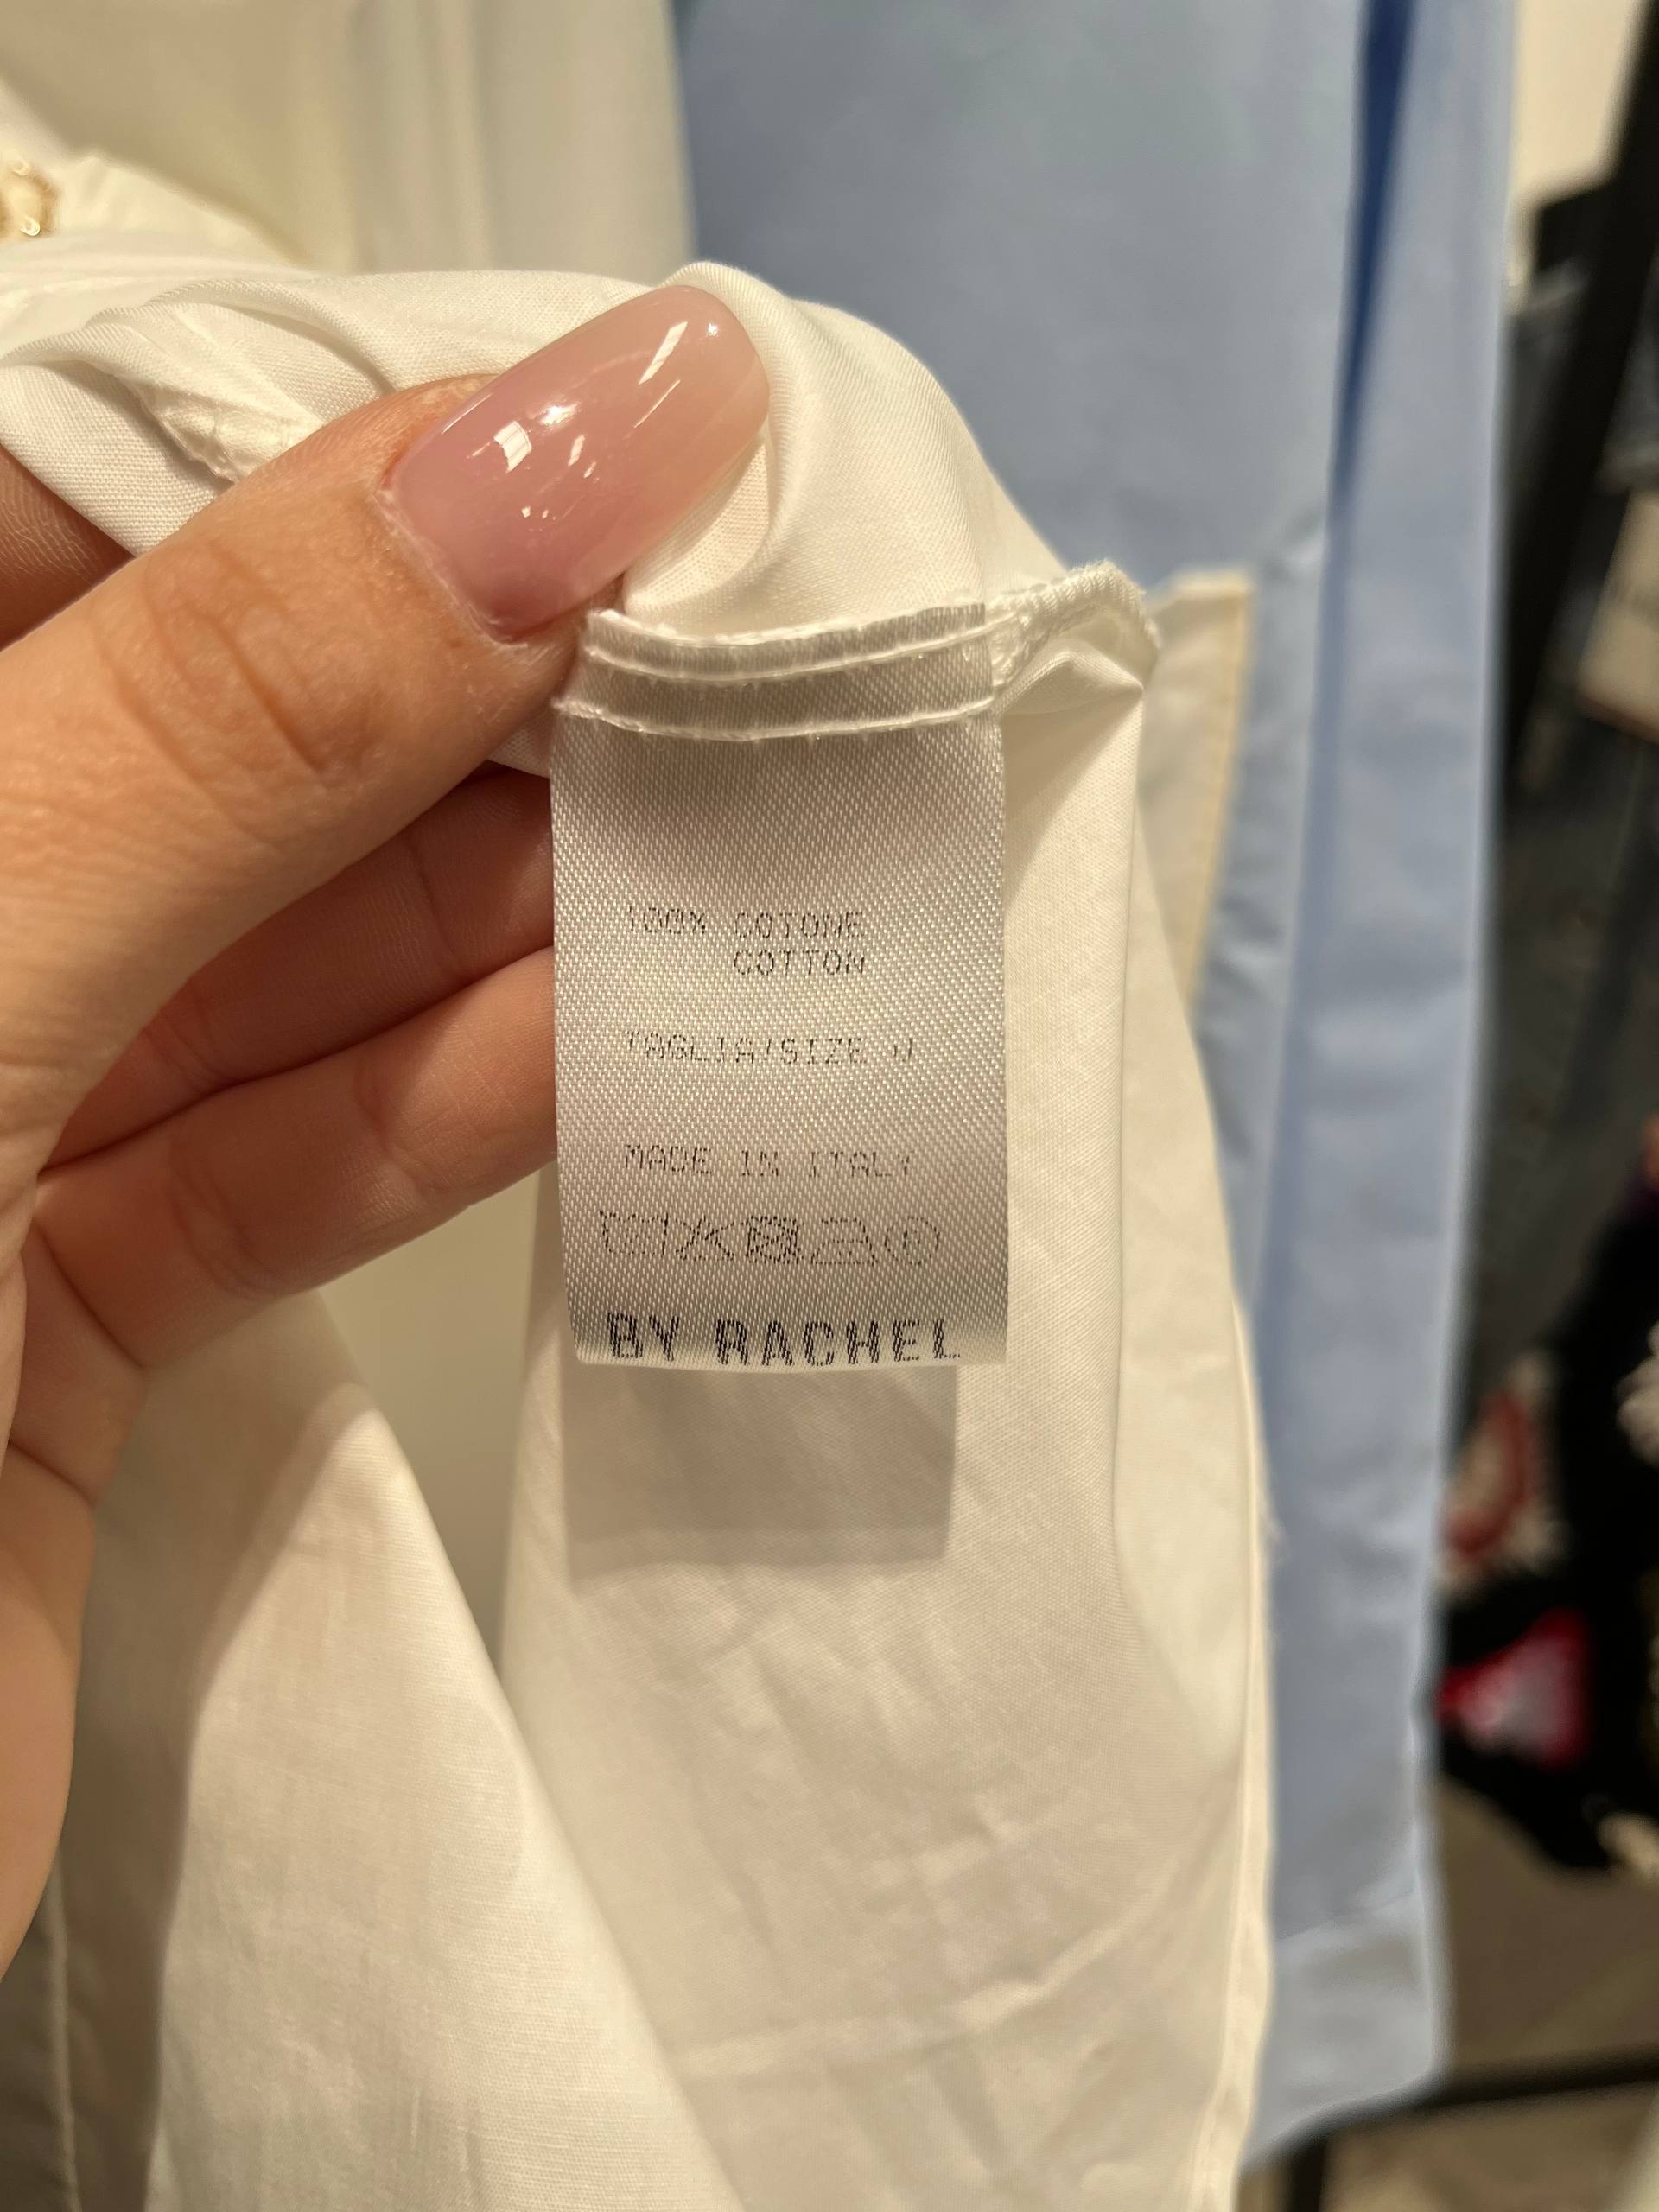 100% COTONE
COTTON
TAGLIA/SIZE U
MADE IN ITALY
BY RACHEL